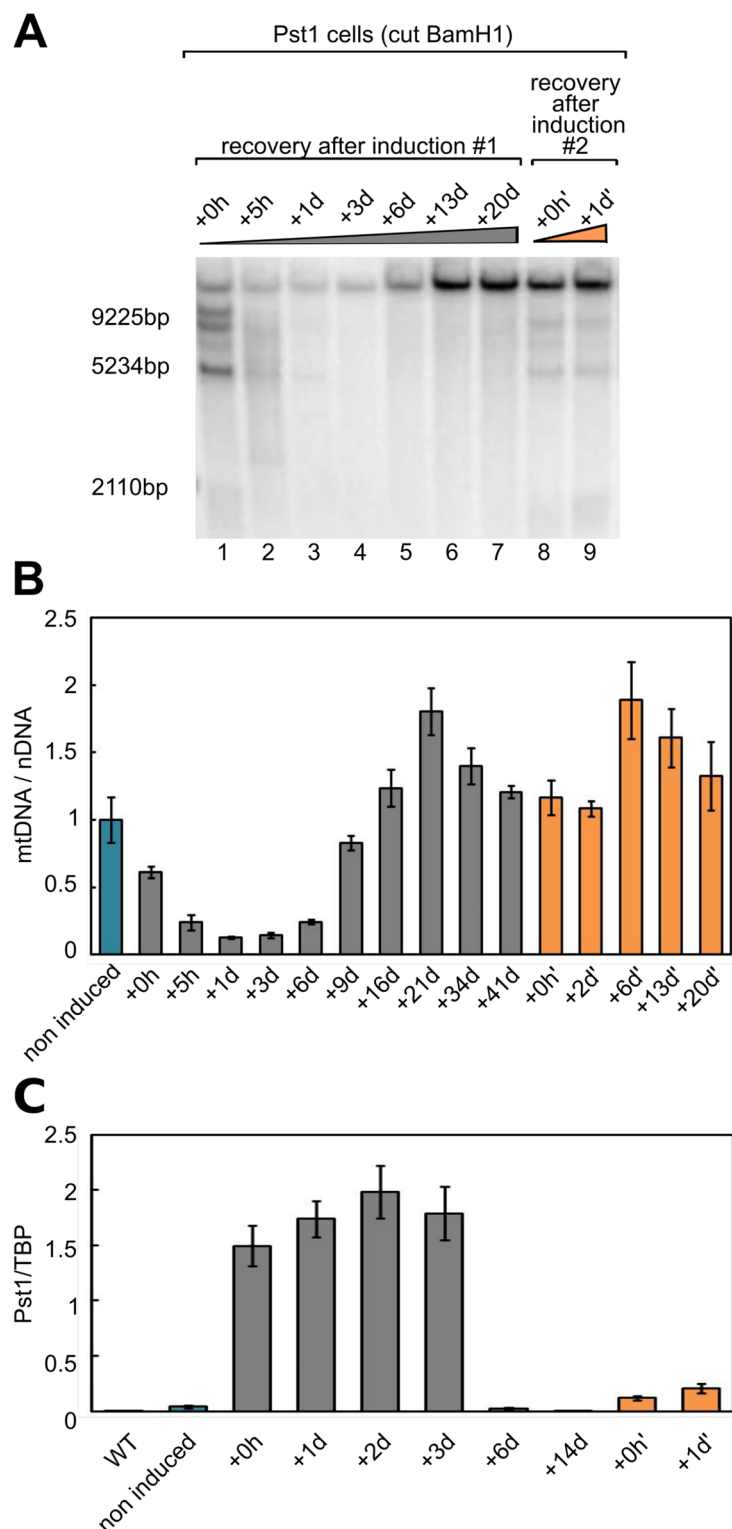 A
Pst1 cells (cut BamH1)
recovery
after
induction
#2
recovery after induction #1
+0h +5h +1d +3d +6d +13d +20d +0h' +1d'
9225bp
5234bp
2110bp
1 2 3 4 5 6 7 8 9
B
2.5
2
1.5
1
0.5
0
mtDNA / nDNA
non induced +0h +5h +1d +3d +6d +9d +16d +21d +34d +41d +0h' +2d' +6d' +13d' +20d'
C
2.5
2
1.5
1
0.5
0
Pst1/TBP
WT non induced +0h +1d +2d +3d +6d +14d +0h' +1d'